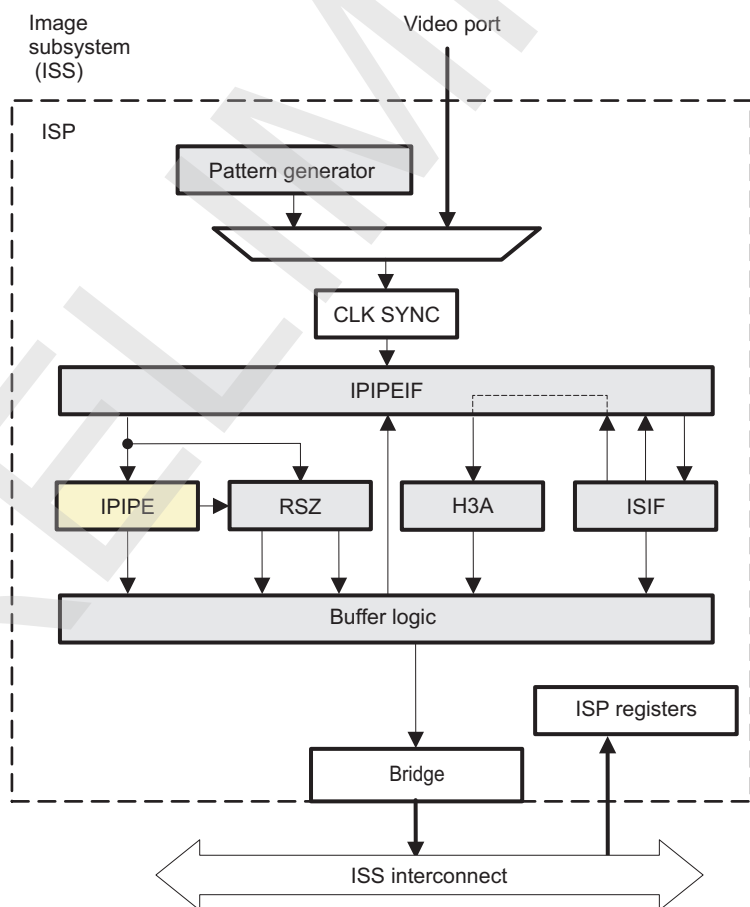 Image
subsystem
(ISS)
Video port
ISP
Pattern generator
CLK SYNC
IPIPEIF
IPIPE
RSZ
H3A
ISIF
Buffer logic
ISP registers
Bridge
ISS interconnect